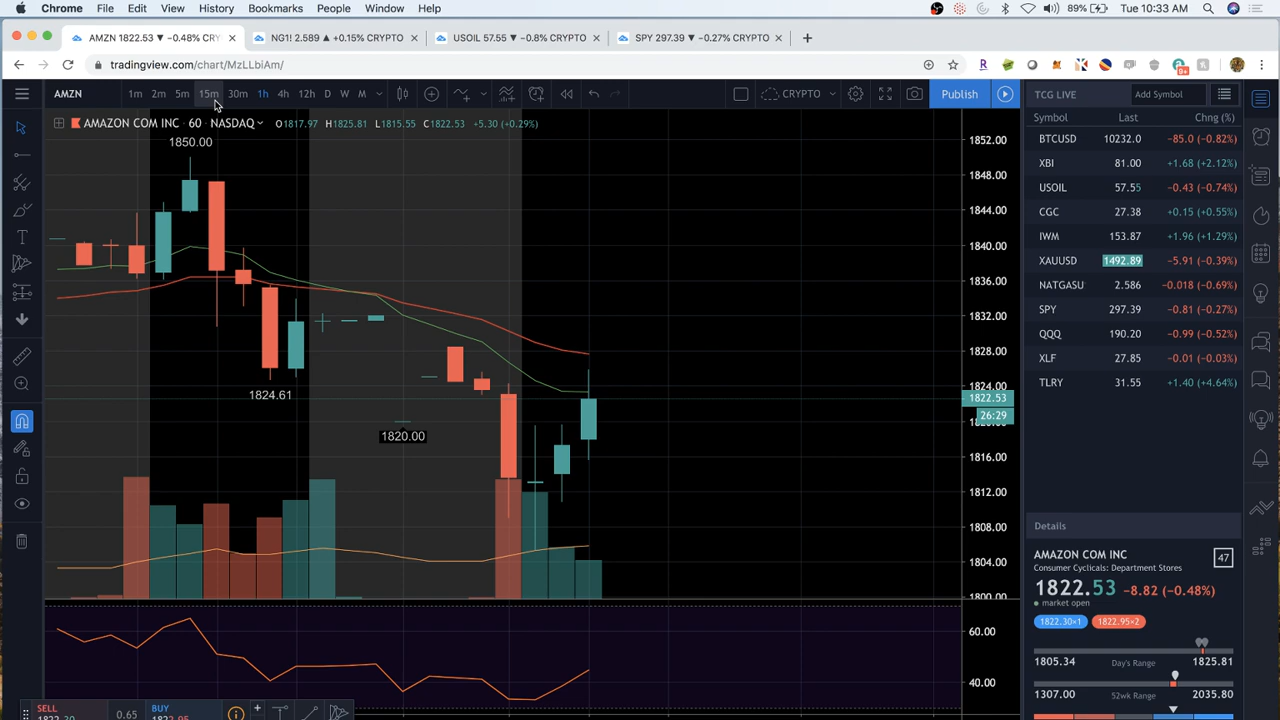 Chrome File Edit View History Bookmarks People Window Help 89% Tue 10:33 AM
AMZN 1822.53 ▼ −0.48% CRY
NG1! 2.589 ▲ +0.15% CRYPTO
USOIL 57.55 ▼ −0.8% CRYPTO
SPY 297.39 ▼ −0.27% CRYPTO
tradingview.com/chart/MzLLbiAm/
AMZN 1m 2m 5m 15m 30m 1h 4h 12h D W M CRYPTO Publish
TCG LIVE Add Symbol
AMAZON COM INC · 60 · NASDAQ O1817.97 H1825.81 L1815.55 C1822.53 +5.30 (+0.29%)
1850.00
1824.61
1820.00
1852.00
1848.00
1844.00
1840.00
1836.00
1832.00
1828.00
1824.00
1822.53
26:29
1816.00
1812.00
1808.00
1804.00
1800.00
60.00
40.00
Symbol Last Chng (%)
BTCUSD 10232.0 −85.0 (−0.82%)
XBI 81.00 +1.68 (+2.12%)
USOIL 57.55 −0.43 (−0.74%)
CGC 27.38 +0.15 (+0.55%)
IWM 153.87 +1.96 (+1.29%)
XAUUSD 1492.89 −5.91 (−0.39%)
NATGASU 2.586 −0.018 (−0.69%)
SPY 297.39 −0.81 (−0.27%)
QQQ 190.20 −0.99 (−0.52%)
XLF 27.85 −0.01 (−0.03%)
TLRY 31.55 +1.40 (+4.64%)
Details
AMAZON COM INC 47
Consumer Cyclicals: Department Stores
1822.53 −8.82 (−0.48%)
market open
1822.30×1 1822.95×2
1805.34 Day's Range 1825.81
1307.00 52wk Range 2035.80
SELL 0.65 BUY